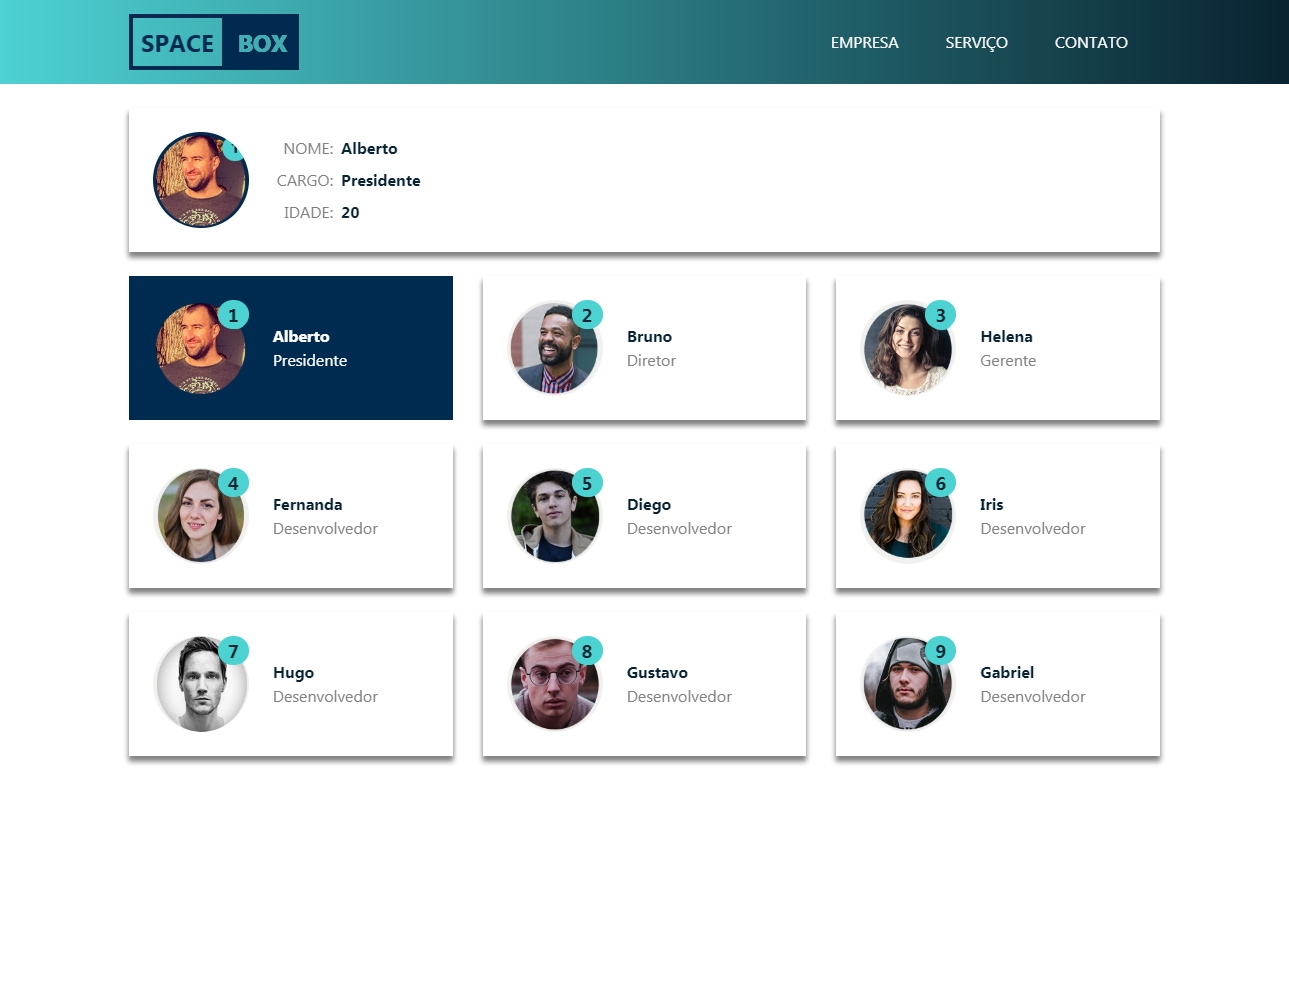 SPACE BOX
EMPRESA SERVIÇO CONTATO
NOME: Alberto
CARGO: Presidente
IDADE: 20
1
Alberto
Presidente
2
Bruno
Diretor
3
Helena
Gerente
4
Fernanda
Desenvolvedor
5
Diego
Desenvolvedor
6
Iris
Desenvolvedor
7
Hugo
Desenvolvedor
8
Gustavo
Desenvolvedor
9
Gabriel
Desenvolvedor